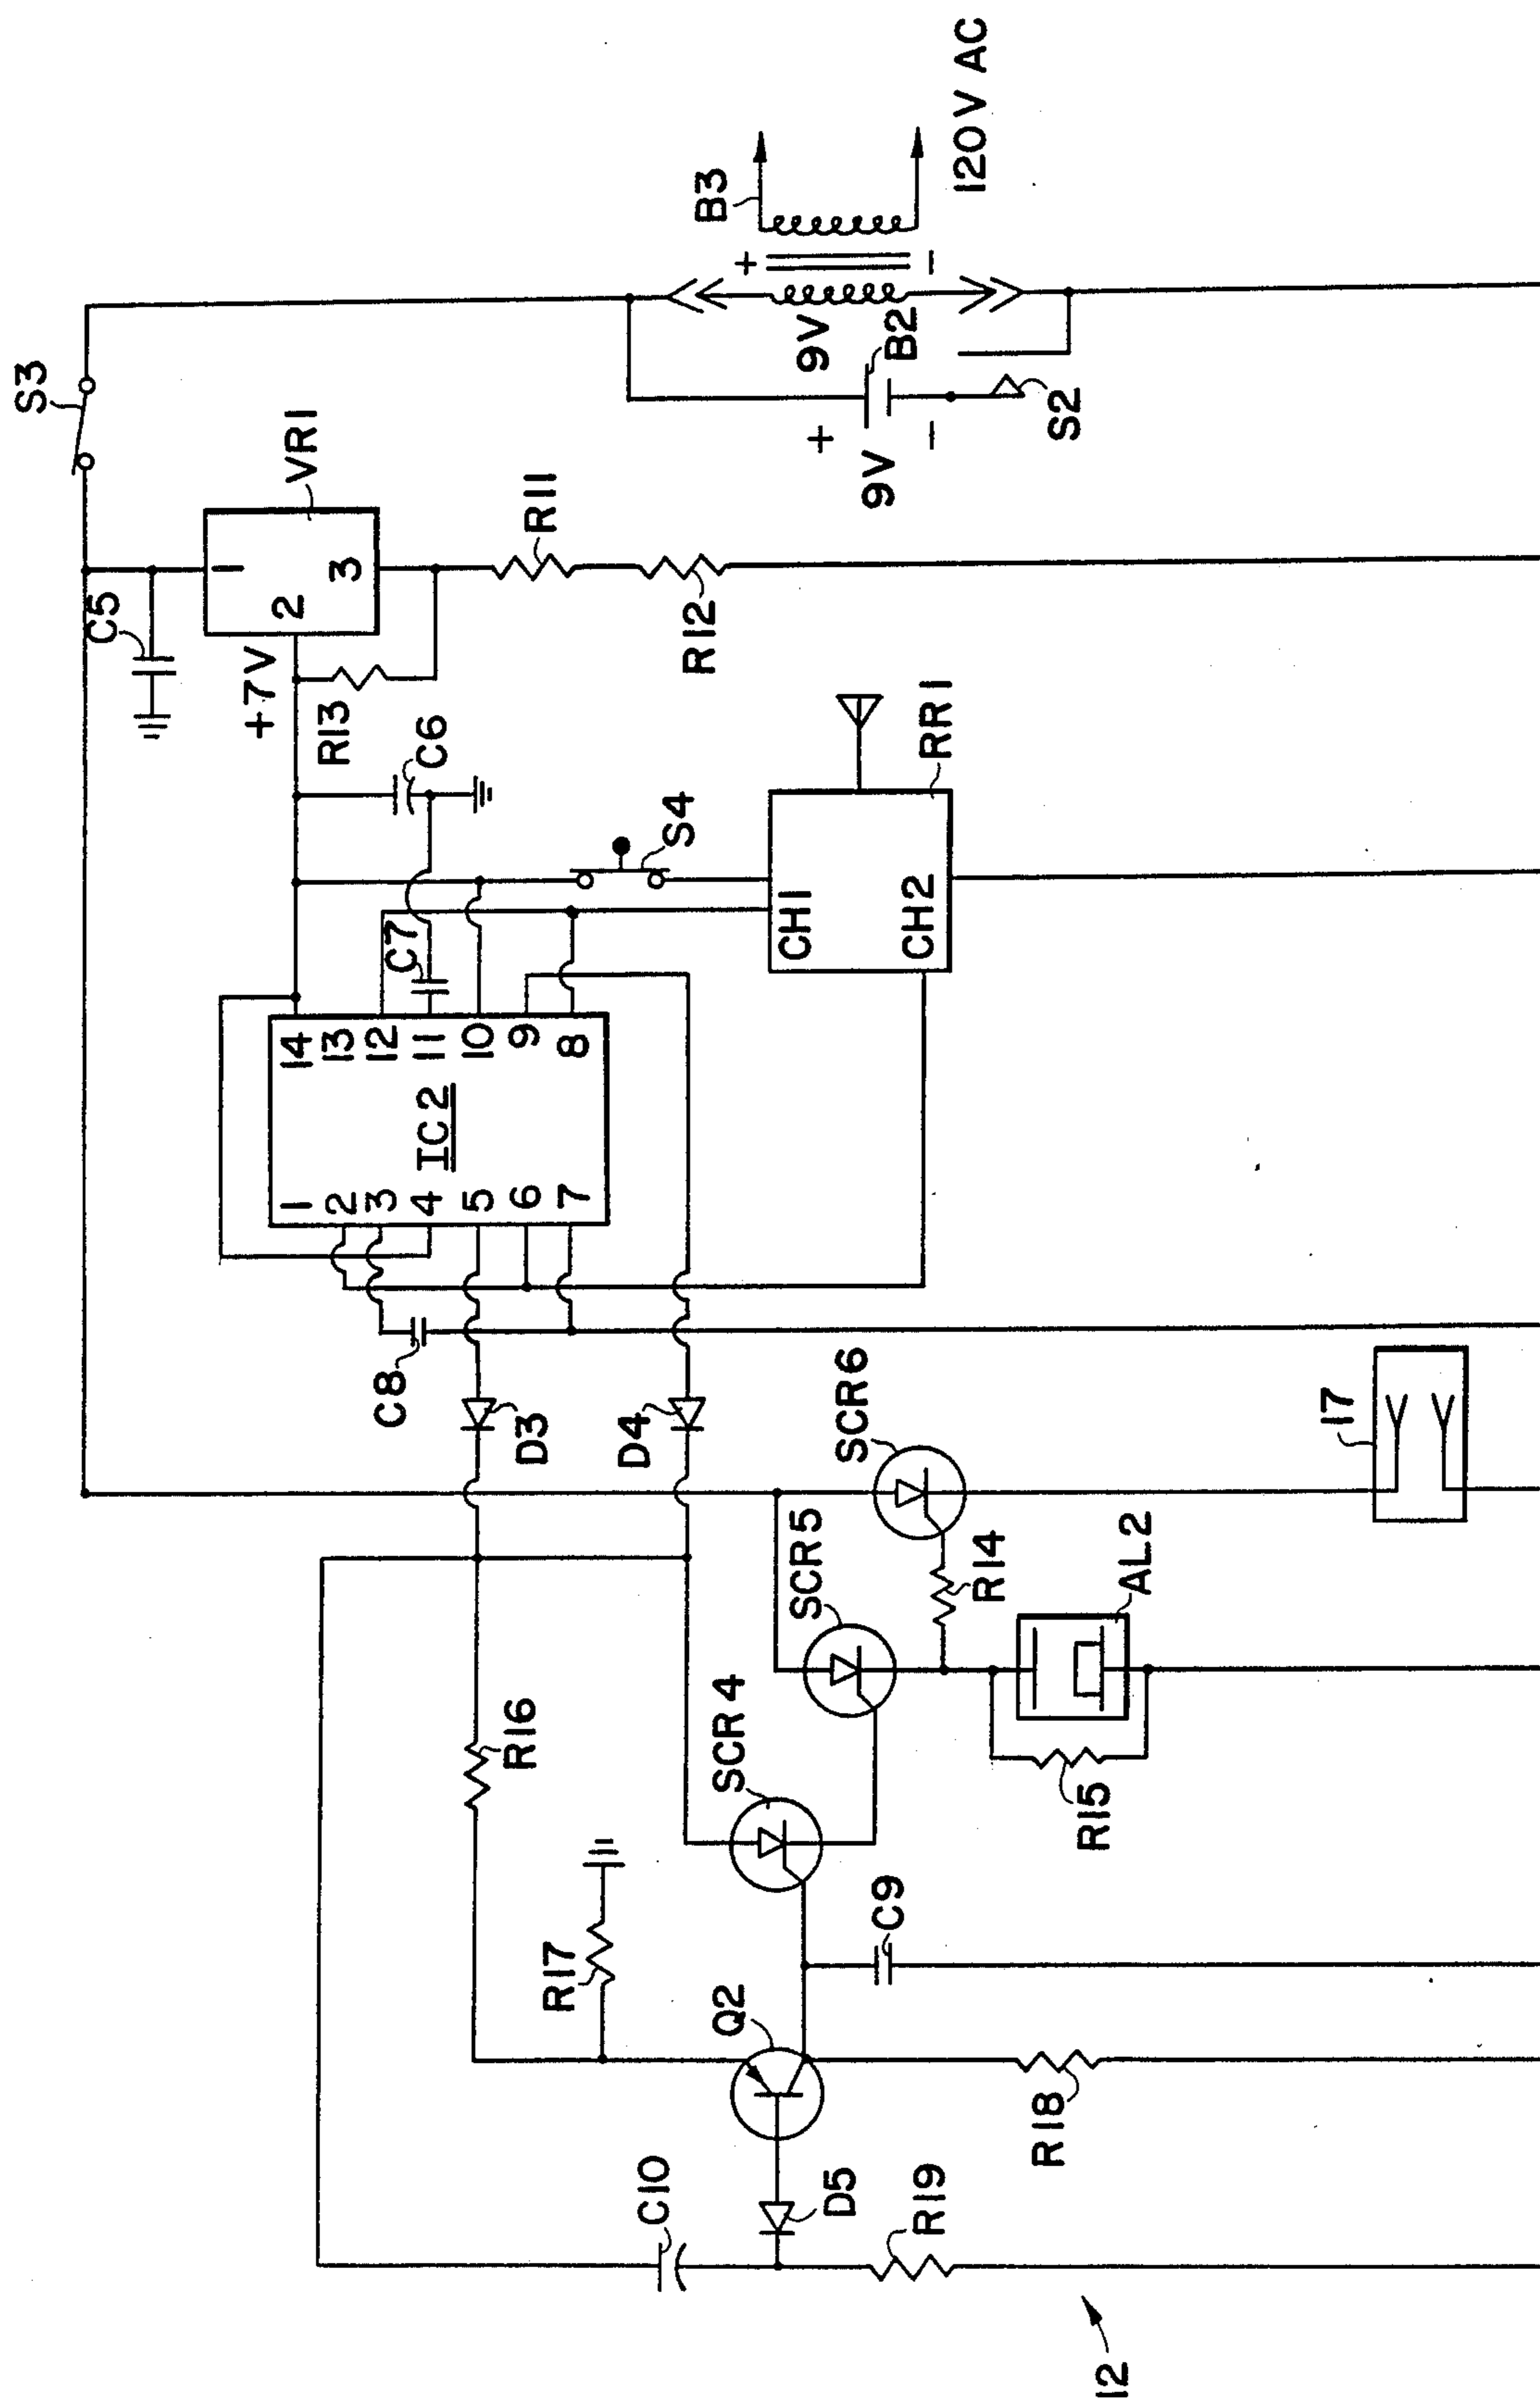 12
C10
D5
R19
Q2
R17
R18
C9
SCR4
R16
R15
SCR5
R14
AL2
SCR6
17
D3
D4
C8
IC2
1
2
3
4
5
6
7
14
13
12
11
10
9
8
C7
C6
S4
CH1
CH2
RR1
+7V
R13
C5
2
1
3
VR1
R11
R12
S3
9V
+
−
B2
S2
9V
+
−
B3
120V AC